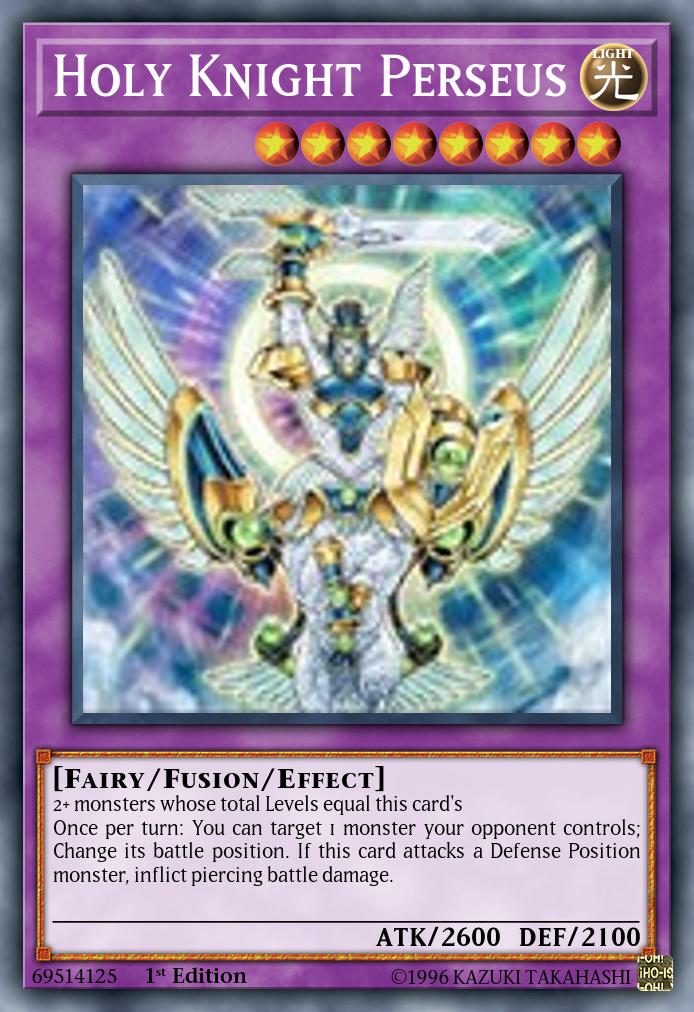 Holy Knight Perseus
LIGHT
光
[Fairy/Fusion/Effect]
2+ monsters whose total Levels equal this card's
Once per turn: You can target 1 monster your opponent controls;
Change its battle position. If this card attacks a Defense Position
monster, inflict piercing battle damage.
ATK/2600 DEF/2100
69514125 1st Edition ©1996 KAZUKI TAKAHASHI